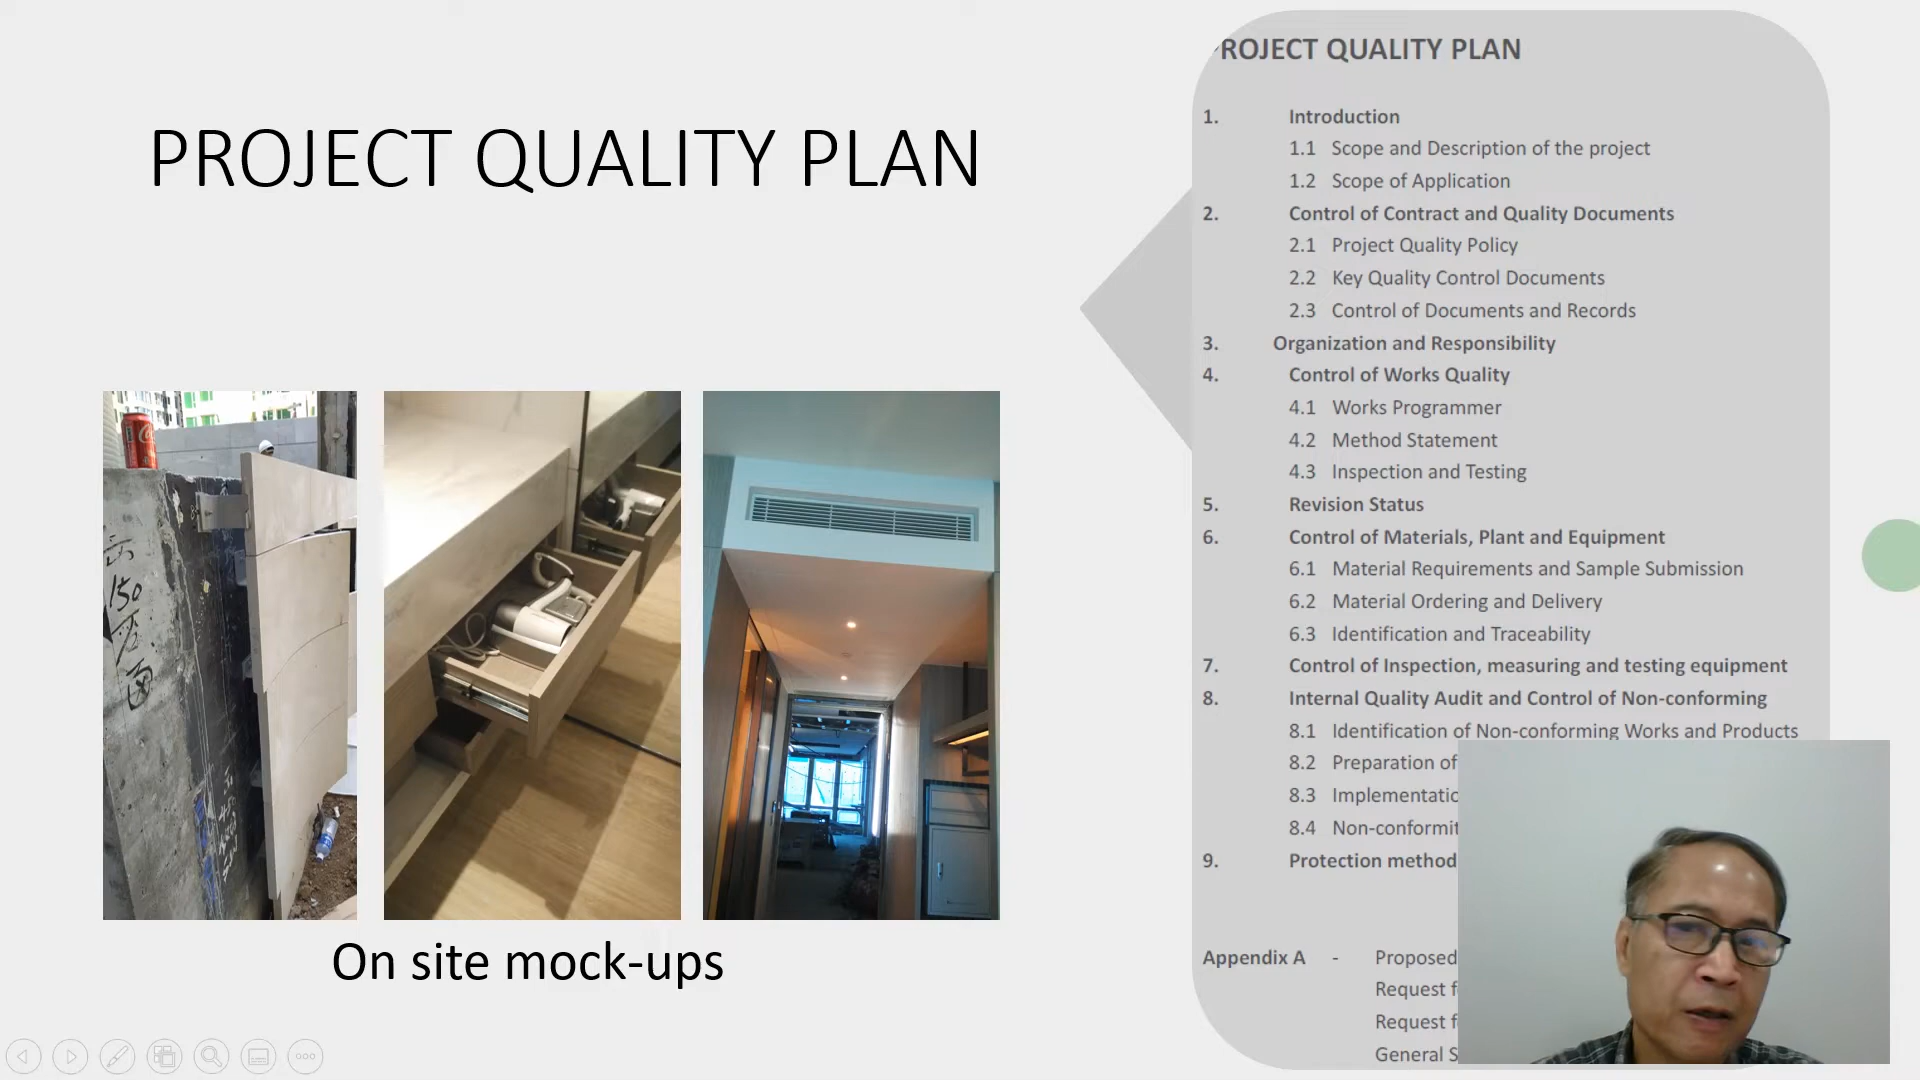 PROJECT QUALITY PLAN
On site mock-ups
ROJECT QUALITY PLAN
1. Introduction
1.1 Scope and Description of the project
1.2 Scope of Application
2. Control of Contract and Quality Documents
2.1 Project Quality Policy
2.2 Key Quality Control Documents
2.3 Control of Documents and Records
3. Organization and Responsibility
4. Control of Works Quality
4.1 Works Programmer
4.2 Method Statement
4.3 Inspection and Testing
5. Revision Status
6. Control of Materials, Plant and Equipment
6.1 Material Requirements and Sample Submission
6.2 Material Ordering and Delivery
6.3 Identification and Traceability
7. Control of Inspection, measuring and testing equipment
8. Internal Quality Audit and Control of Non-conforming
8.1 Identification of Non-conforming Works and Products
8.2 Preparation of
8.3 Implementatio
8.4 Non-conformit
9. Protection method
Appendix A - Proposed
Request f
Request f
General S
150